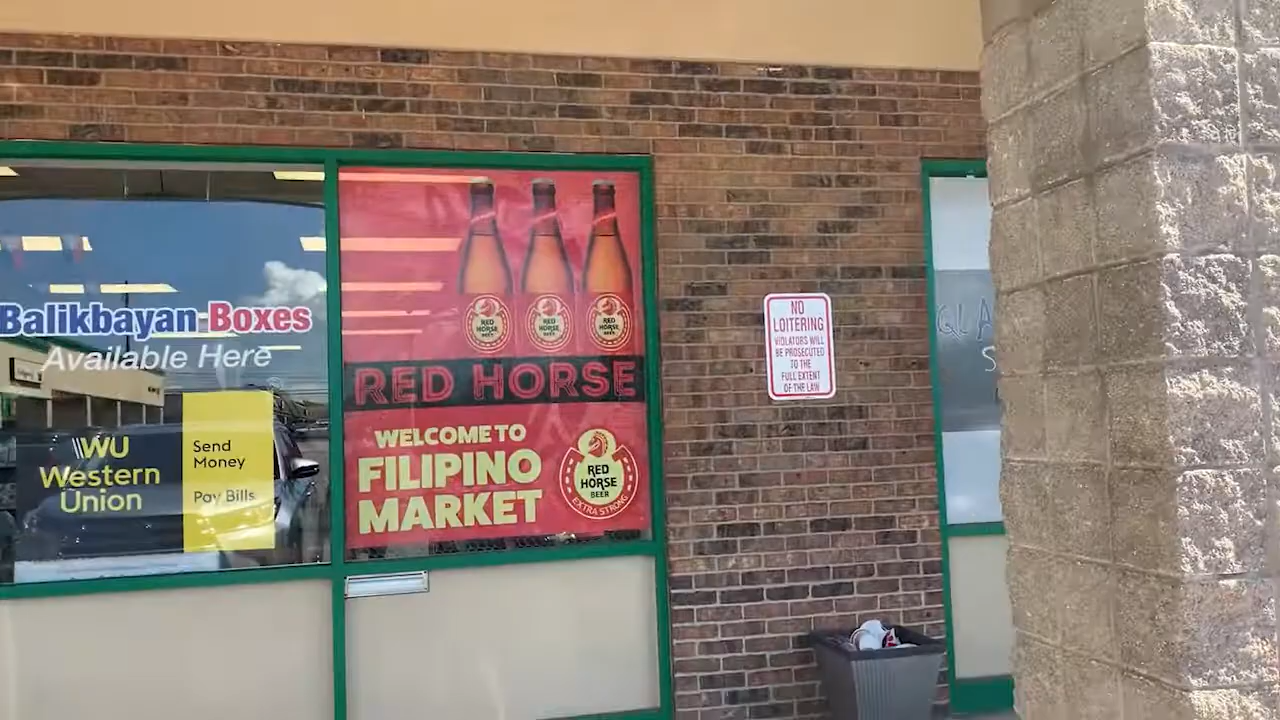 Balikbayan Boxes
Available Here
WU
Western
Union
Send
Money
Pay Bills
RED
HORSE
BEER
RED
HORSE
BEER
RED
HORSE
BEER
RED HORSE
WELCOME TO
FILIPINO
MARKET
RED
HORSE
BEER
EXTRA STRONG
NO
LOITERING
VIOLATORS WILL
BE PROSECUTED
TO THE
FULL EXTENT
OF THE LAW